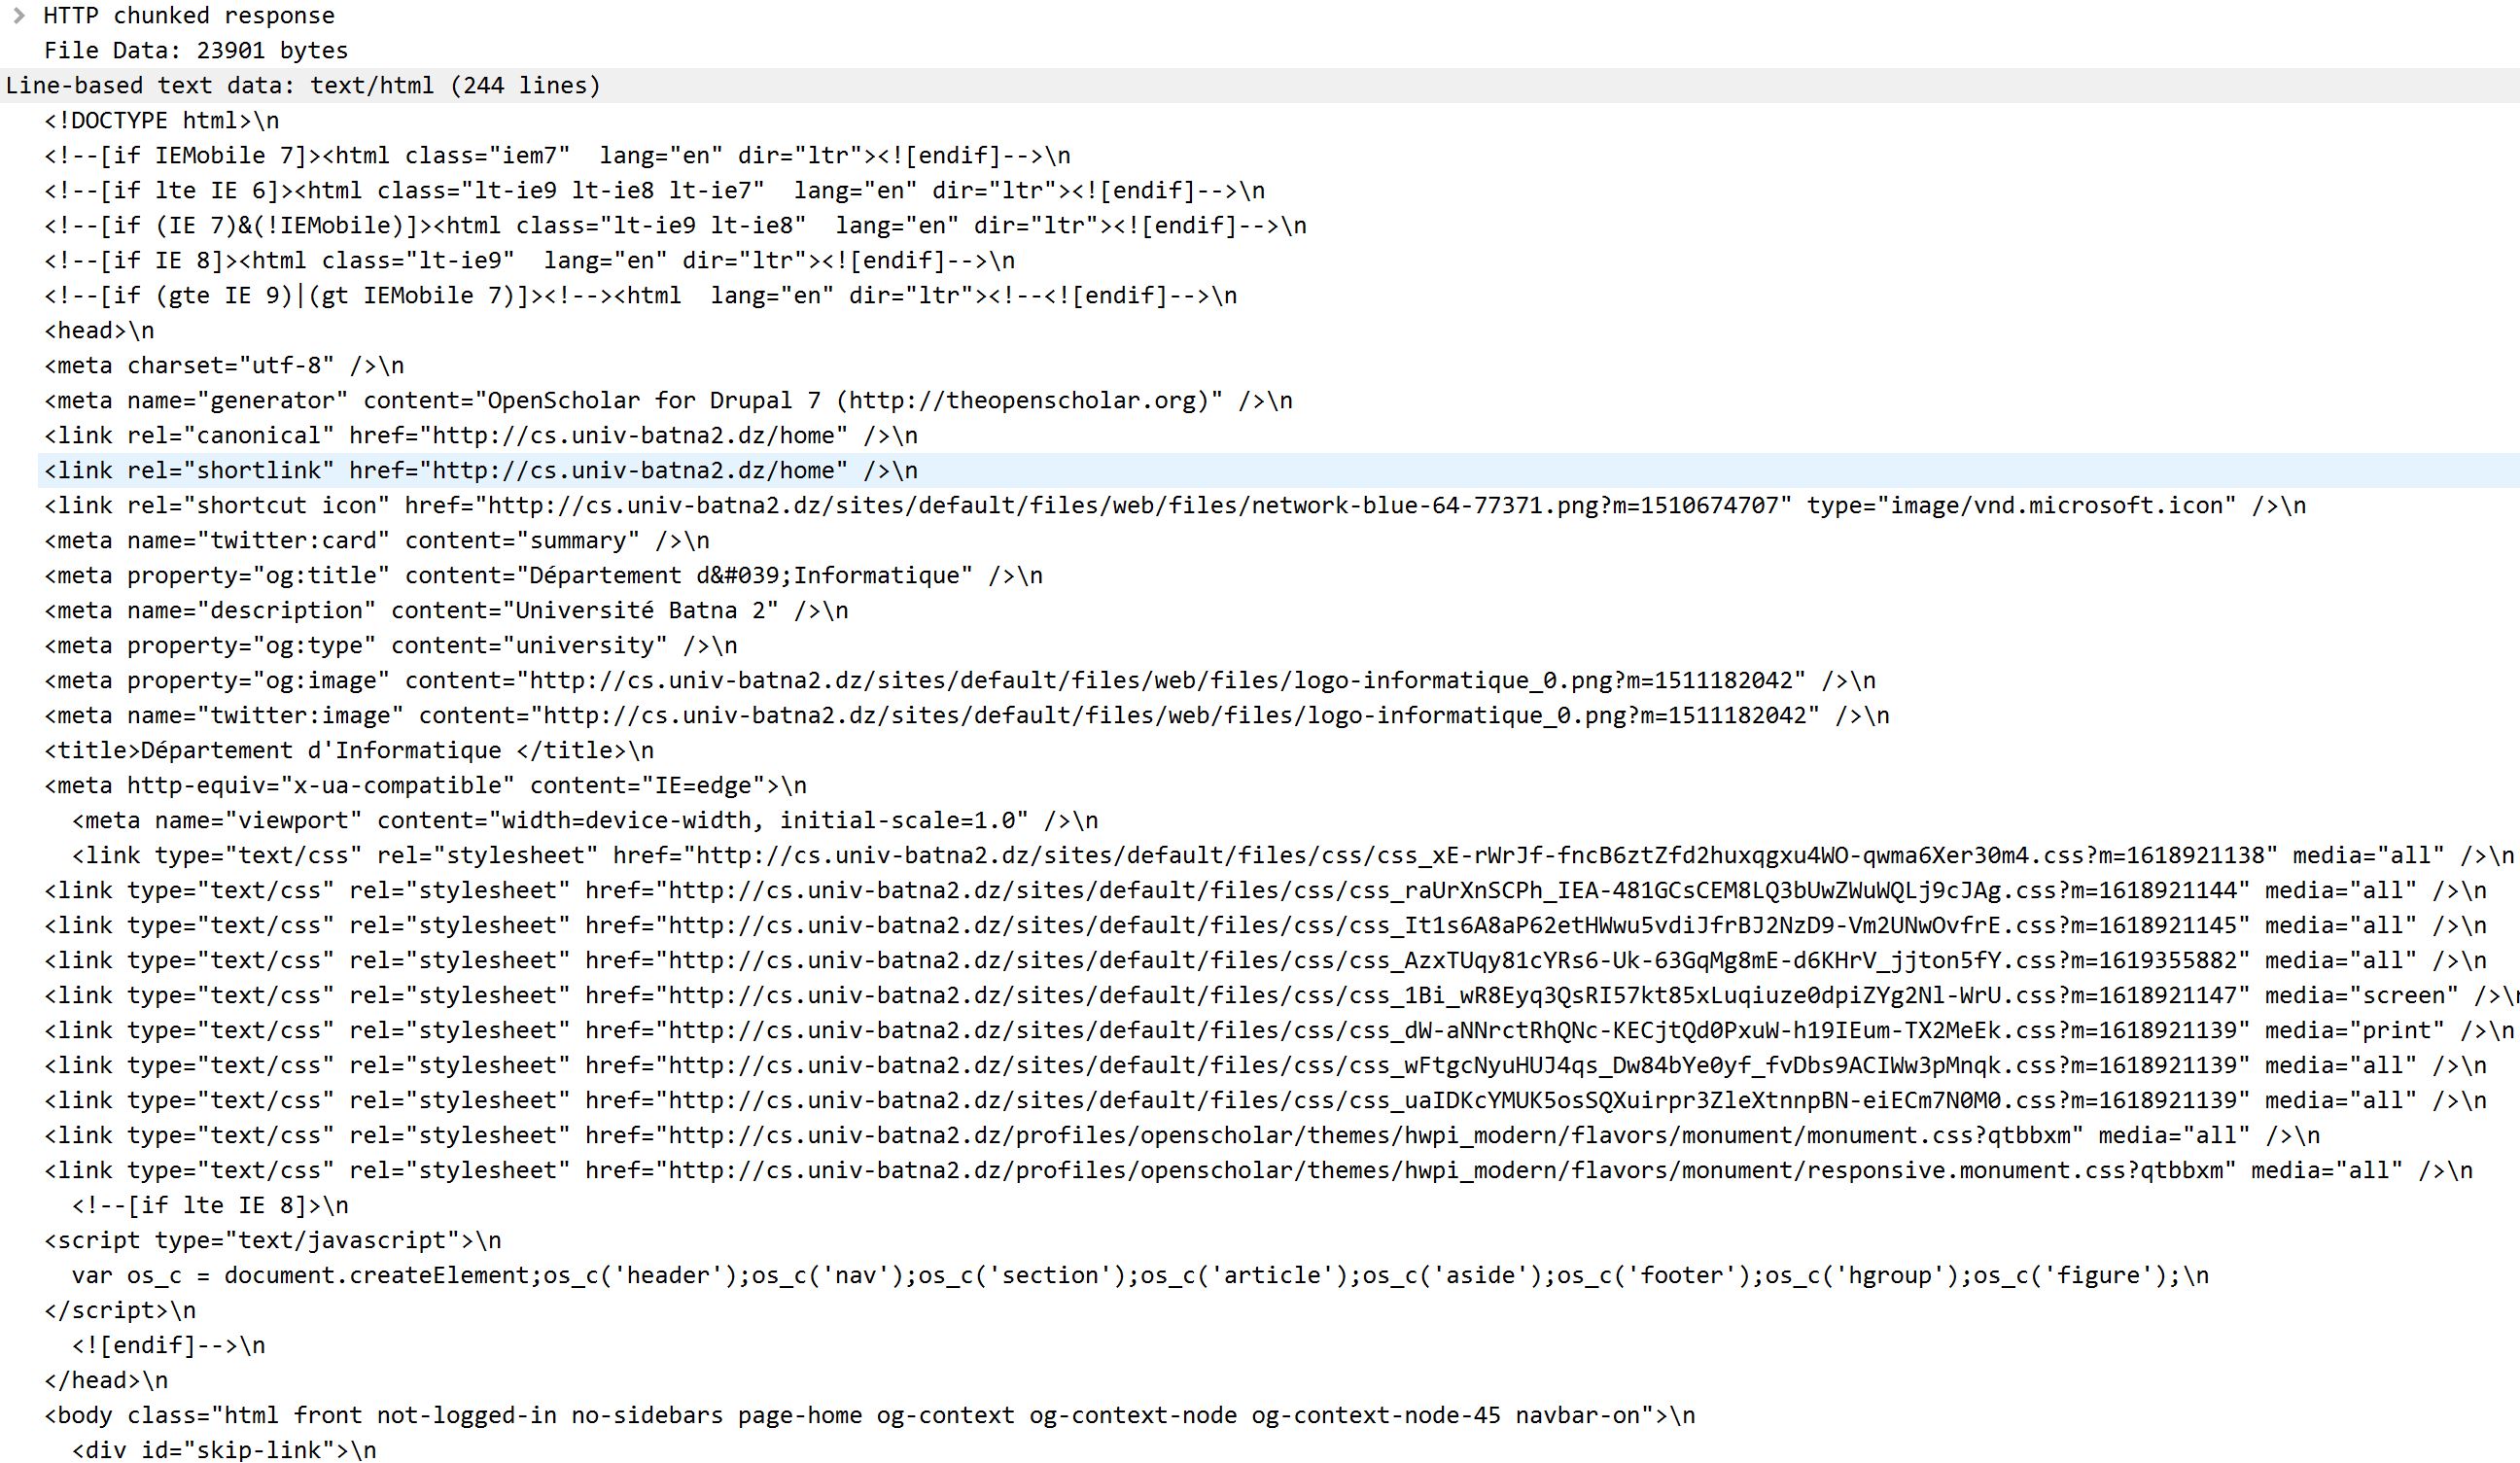 HTTP chunked response
File Data: 23901 bytes
Line-based text data: text/html (244 lines)
<!DOCTYPE html>\n
<!--[if IEMobile 7]><html class="iem7"  lang="en" dir="ltr"><![endif]-->\n
<!--[if lte IE 6]><html class="lt-ie9 lt-ie8 lt-ie7"  lang="en" dir="ltr"><![endif]-->\n
<!--[if (IE 7)&(!IEMobile)]><html class="lt-ie9 lt-ie8"  lang="en" dir="ltr"><![endif]-->\n
<!--[if IE 8]><html class="lt-ie9"  lang="en" dir="ltr"><![endif]-->\n
<!--[if (gte IE 9)|(gt IEMobile 7)]><!--><html  lang="en" dir="ltr"><!--<![endif]-->\n
<head>\n
<meta charset="utf-8" />\n
<meta name="generator" content="OpenScholar for Drupal 7 (http://theopenscholar.org)" />\n
<link rel="canonical" href="http://cs.univ-batna2.dz/home" />\n
<link rel="shortlink" href="http://cs.univ-batna2.dz/home" />\n
<link rel="shortcut icon" href="http://cs.univ-batna2.dz/sites/default/files/web/files/network-blue-64-77371.png?m=1510674707" type="image/vnd.microsoft.icon" />\n
<meta name="twitter:card" content="summary" />\n
<meta property="og:title" content="Département d&#039;Informatique" />\n
<meta name="description" content="Université Batna 2" />\n
<meta property="og:type" content="university" />\n
<meta property="og:image" content="http://cs.univ-batna2.dz/sites/default/files/web/files/logo-informatique_0.png?m=1511182042" />\n
<meta name="twitter:image" content="http://cs.univ-batna2.dz/sites/default/files/web/files/logo-informatique_0.png?m=1511182042" />\n
<title>Département d'Informatique </title>\n
<meta http-equiv="x-ua-compatible" content="IE=edge">\n
  <meta name="viewport" content="width=device-width, initial-scale=1.0" />\n
  <link type="text/css" rel="stylesheet" href="http://cs.univ-batna2.dz/sites/default/files/css/css_xE-rWrJf-fncB6ztZfd2huxqgxu4WO-qwma6Xer30m4.css?m=1618921138" media="all" />\n
<link type="text/css" rel="stylesheet" href="http://cs.univ-batna2.dz/sites/default/files/css/css_raUrXnSCPh_IEA-481GCsCEM8LQ3bUwZWuWQLj9cJAg.css?m=1618921144" media="all" />\n
<link type="text/css" rel="stylesheet" href="http://cs.univ-batna2.dz/sites/default/files/css/css_It1s6A8aP62etHWwu5vdiJfrBJ2NzD9-Vm2UNwOvfrE.css?m=1618921145" media="all" />\n
<link type="text/css" rel="stylesheet" href="http://cs.univ-batna2.dz/sites/default/files/css/css_AzxTUqy81cYRs6-Uk-63GqMg8mE-d6KHrV_jjton5fY.css?m=1619355882" media="all" />\n
<link type="text/css" rel="stylesheet" href="http://cs.univ-batna2.dz/sites/default/files/css/css_1Bi_wR8Eyq3QsRI57kt85xLuqiuze0dpiZYg2Nl-WrU.css?m=1618921147" media="screen" />\n
<link type="text/css" rel="stylesheet" href="http://cs.univ-batna2.dz/sites/default/files/css/css_dW-aNNrctRhQNc-KECjtQd0PxuW-h19IEum-TX2MeEk.css?m=1618921139" media="print" />\n
<link type="text/css" rel="stylesheet" href="http://cs.univ-batna2.dz/sites/default/files/css/css_wFtgcNyuHUJ4qs_Dw84bYe0yf_fvDbs9ACIWw3pMnqk.css?m=1618921139" media="all" />\n
<link type="text/css" rel="stylesheet" href="http://cs.univ-batna2.dz/sites/default/files/css/css_uaIDKcYMUK5osSQXuirpr3ZleXtnnpBN-eiECm7N0M0.css?m=1618921139" media="all" />\n
<link type="text/css" rel="stylesheet" href="http://cs.univ-batna2.dz/profiles/openscholar/themes/hwpi_modern/flavors/monument/monument.css?qtbbxm" media="all" />\n
<link type="text/css" rel="stylesheet" href="http://cs.univ-batna2.dz/profiles/openscholar/themes/hwpi_modern/flavors/monument/responsive.monument.css?qtbbxm" media="all" />\n
  <!--[if lte IE 8]>\n
<script type="text/javascript">\n
  var os_c = document.createElement;os_c('header');os_c('nav');os_c('section');os_c('article');os_c('aside');os_c('footer');os_c('hgroup');os_c('figure');\n
</script>\n
  <![endif]-->\n
</head>\n
<body class="html front not-logged-in no-sidebars page-home og-context og-context-node og-context-node-45 navbar-on">\n
  <div id="skip-link">\n